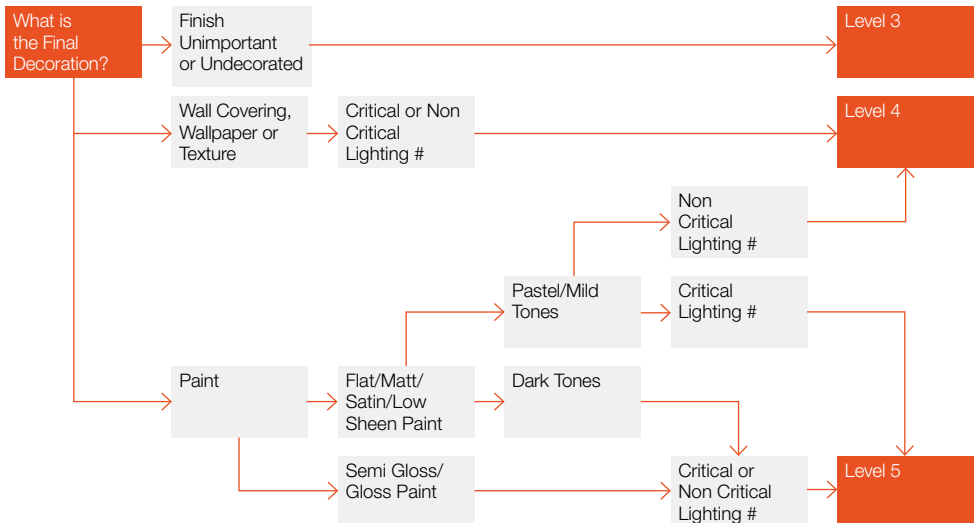 What is
the Final
Decoration?
Finish
Unimportant
or Undecorated
Level 3
Wall Covering,
Wallpaper or
Texture
Critical or Non
Critical
Lighting #
Level 4
Non
Critical
Lighting #
Pastel/Mild
Tones
Critical
Lighting #
Paint
Flat/Matt/
Satin/Low
Sheen Paint
Dark Tones
Semi Gloss/
Gloss Paint
Critical or
Non Critical
Lighting #
Level 5